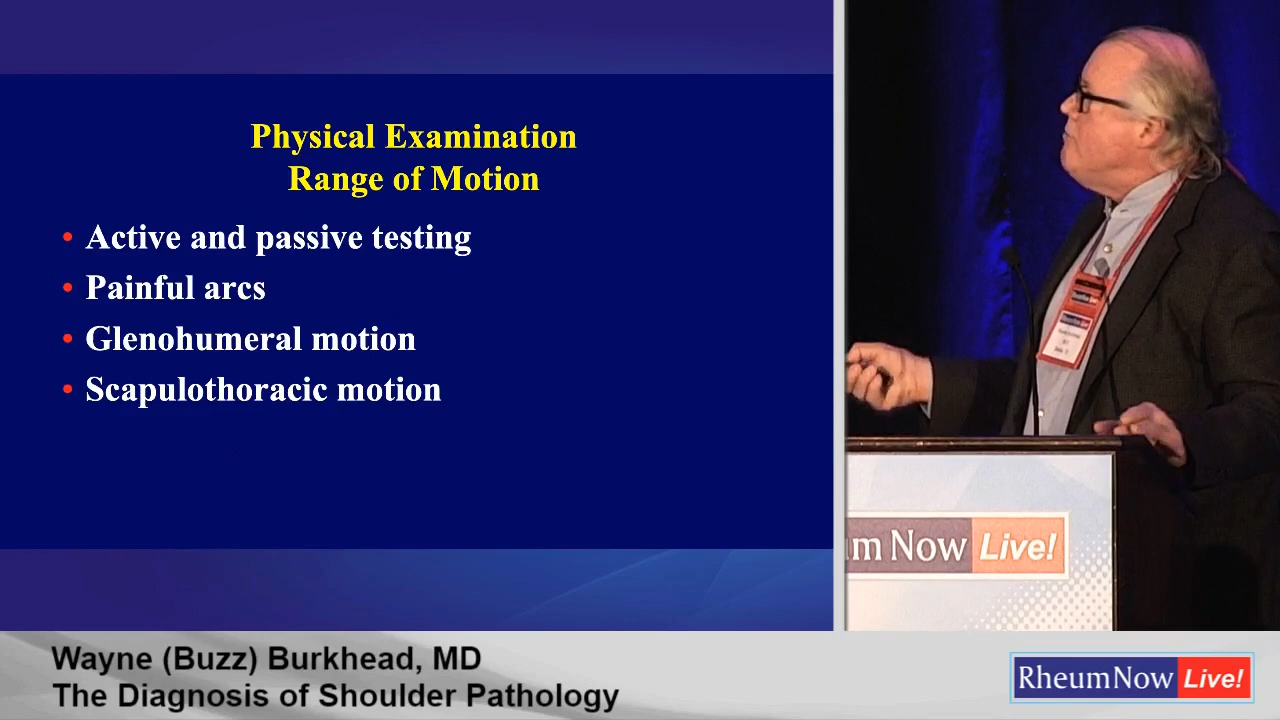 Physical Examination
Range of Motion
• Active and passive testing
• Painful arcs
• Glenohumeral motion
• Scapulothoracic motion
um Now Live!
Wayne (Buzz) Burkhead, MD
The Diagnosis of Shoulder Pathology
RheumNow Live!